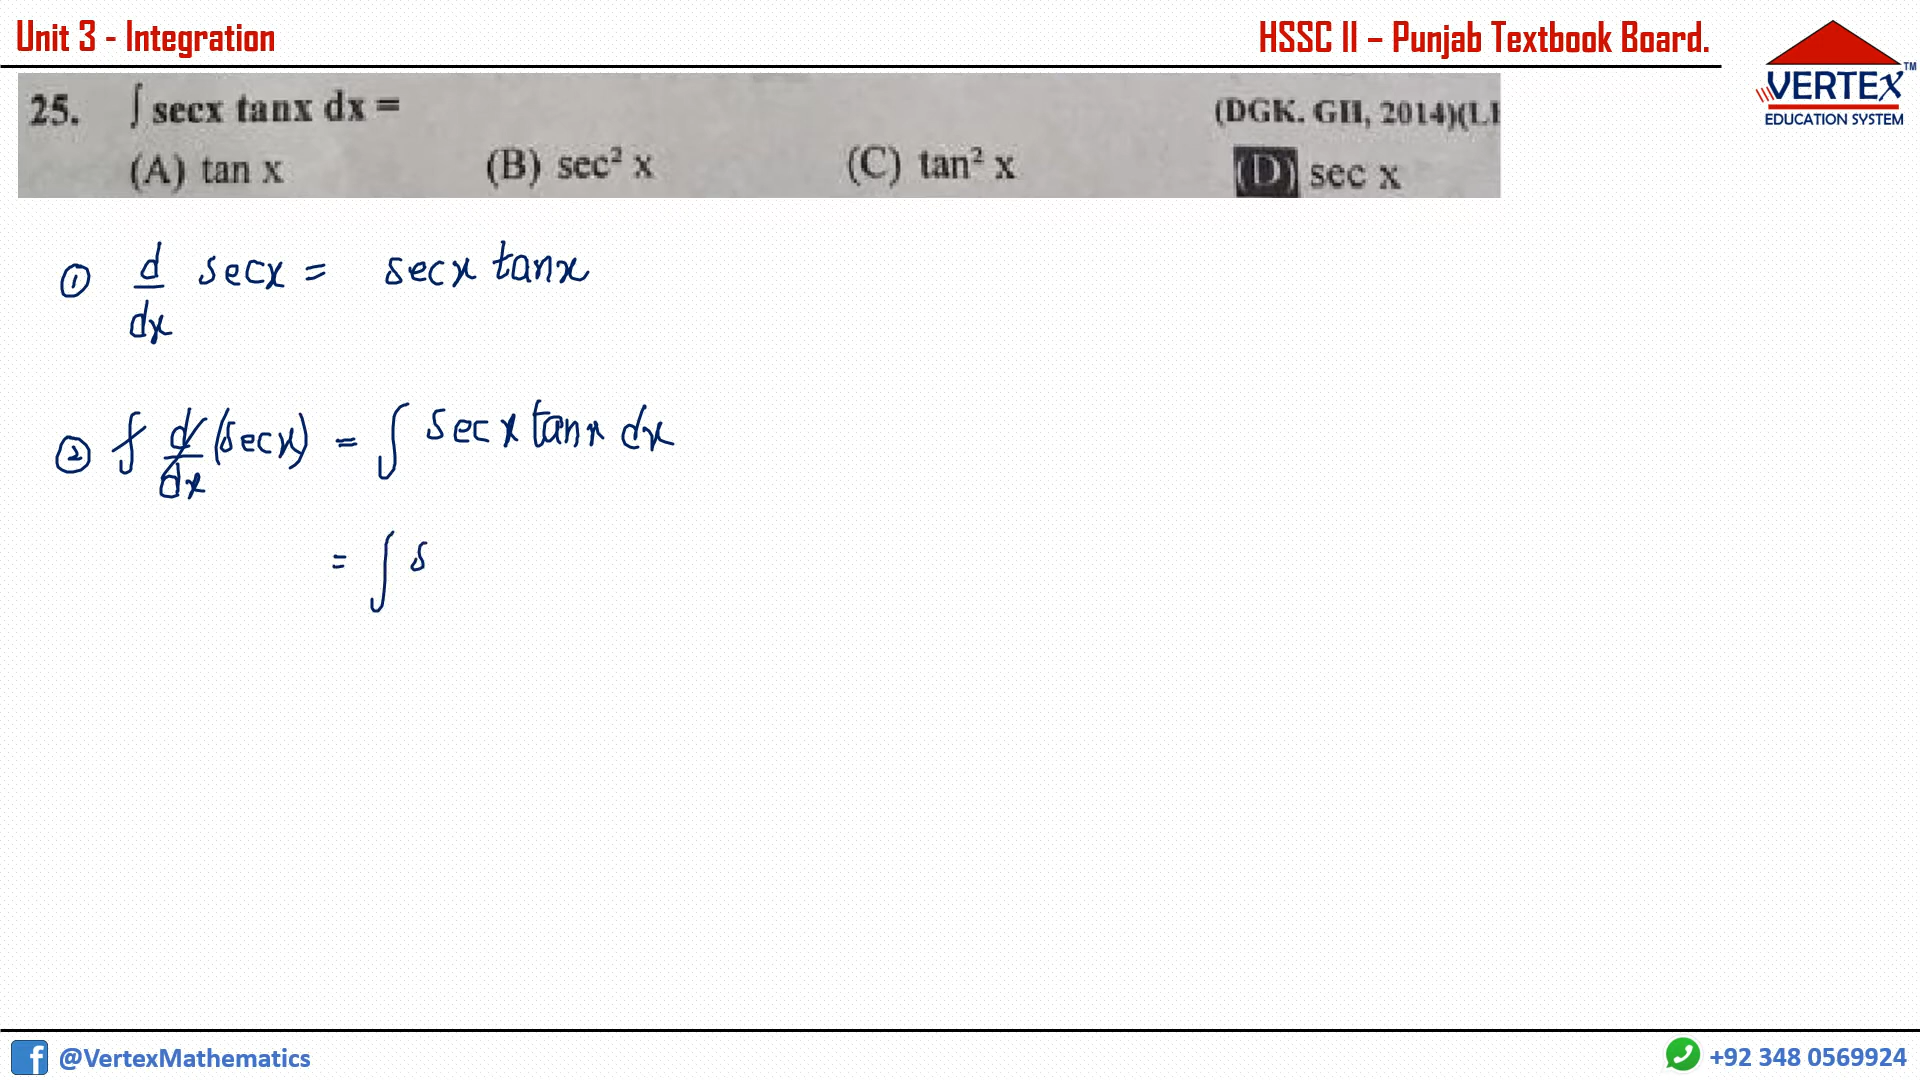 Unit 3 - Integration
HSSC II – Punjab Textbook Board.
VERTEX™
EDUCATION SYSTEM
25. ∫ secx tanx dx =
(DGK. GII, 2014)(L
(A) tan x (B) sec² x (C) tan² x (D) sec x
① d/dx secx = secx tanx
② ∫ d/dx (secx) = ∫ secx tanx dx
= ∫ s
@VertexMathematics
+92 348 0569924